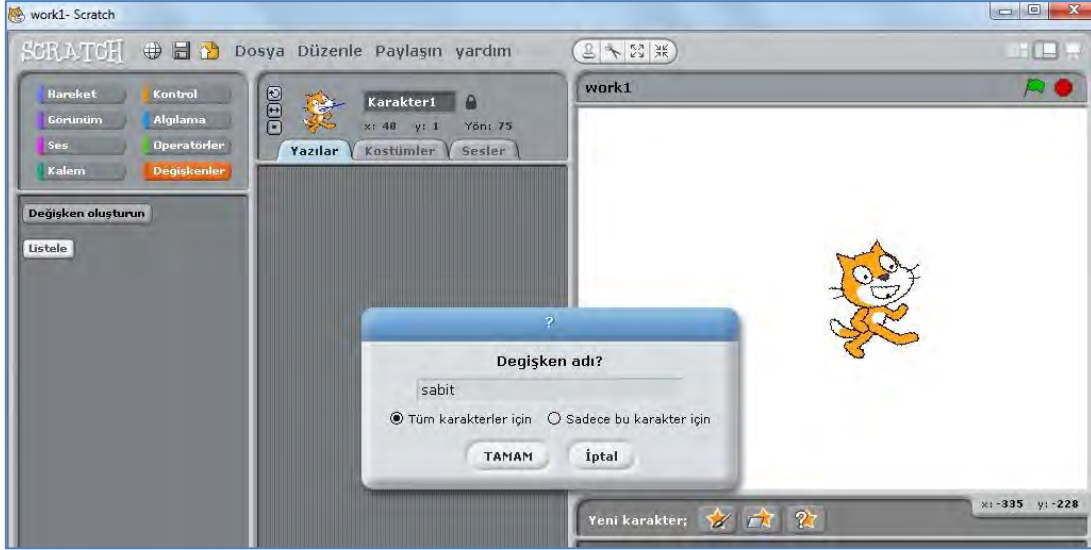 work1- Scratch
SCRATCH Dosya Düzenle Paylaşın yardım
Hareket Kontrol
Görünüm Algılama
Ses Operatörler
Kalem Değişkenler
Değişken oluşturun
Listele
Karakter1
x: 40 y: 1 Yön: 75
Yazılar Kostümler Sesler
work1
?
Degişken adı?
sabit
Tüm karakterler için Sadece bu karakter için
TAMAM İptal
x: -335 y: -228
Yeni karakter;